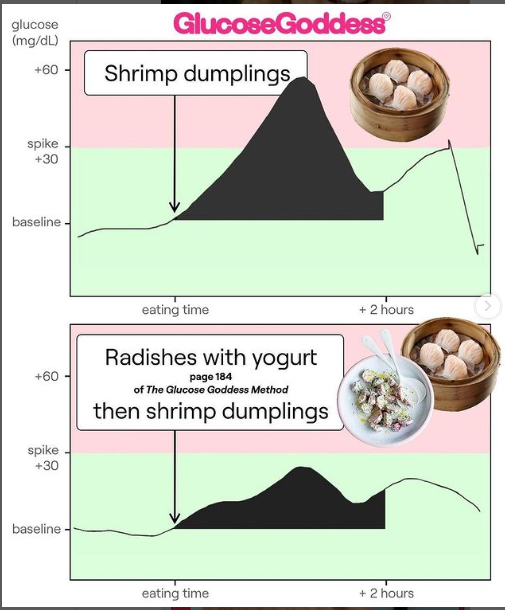 glucose
(mg/dL)
GlucoseGoddess®
+60
Shrimp dumplings
spike
+30
baseline
eating time
+ 2 hours
Radishes with yogurt
page 184
of The Glucose Goddess Method
then shrimp dumplings
+60
spike
+30
baseline
eating time
+ 2 hours